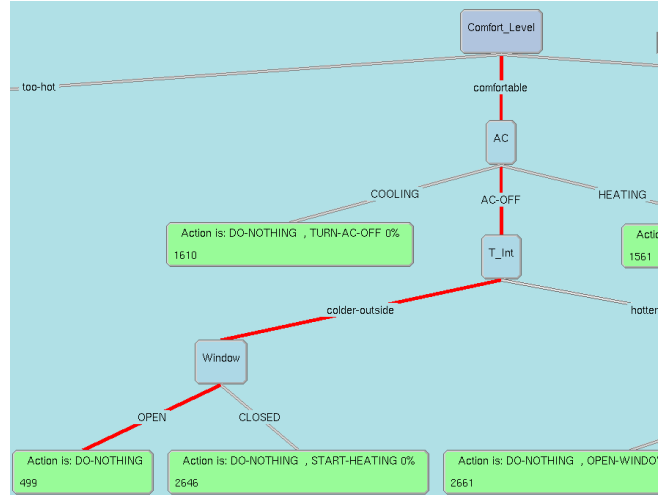 Comfort_Level
too-hot
comfortable
AC
COOLING
HEATING
AC-OFF
Action is: DO-NOTHING , TURN-AC-OFF 0%
1610
Actio
1561
T_Int
colder-outside
hotter
Window
OPEN
CLOSED
Action is: DO-NOTHING
499
Action is: DO-NOTHING , START-HEATING 0%
2646
Action is: DO-NOTHING , OPEN-WINDO
2661